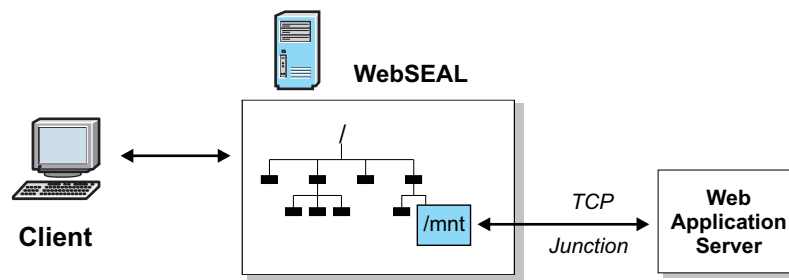 WebSEAL
/
Client
/mnt
TCP
Junction
Web
Application
Server